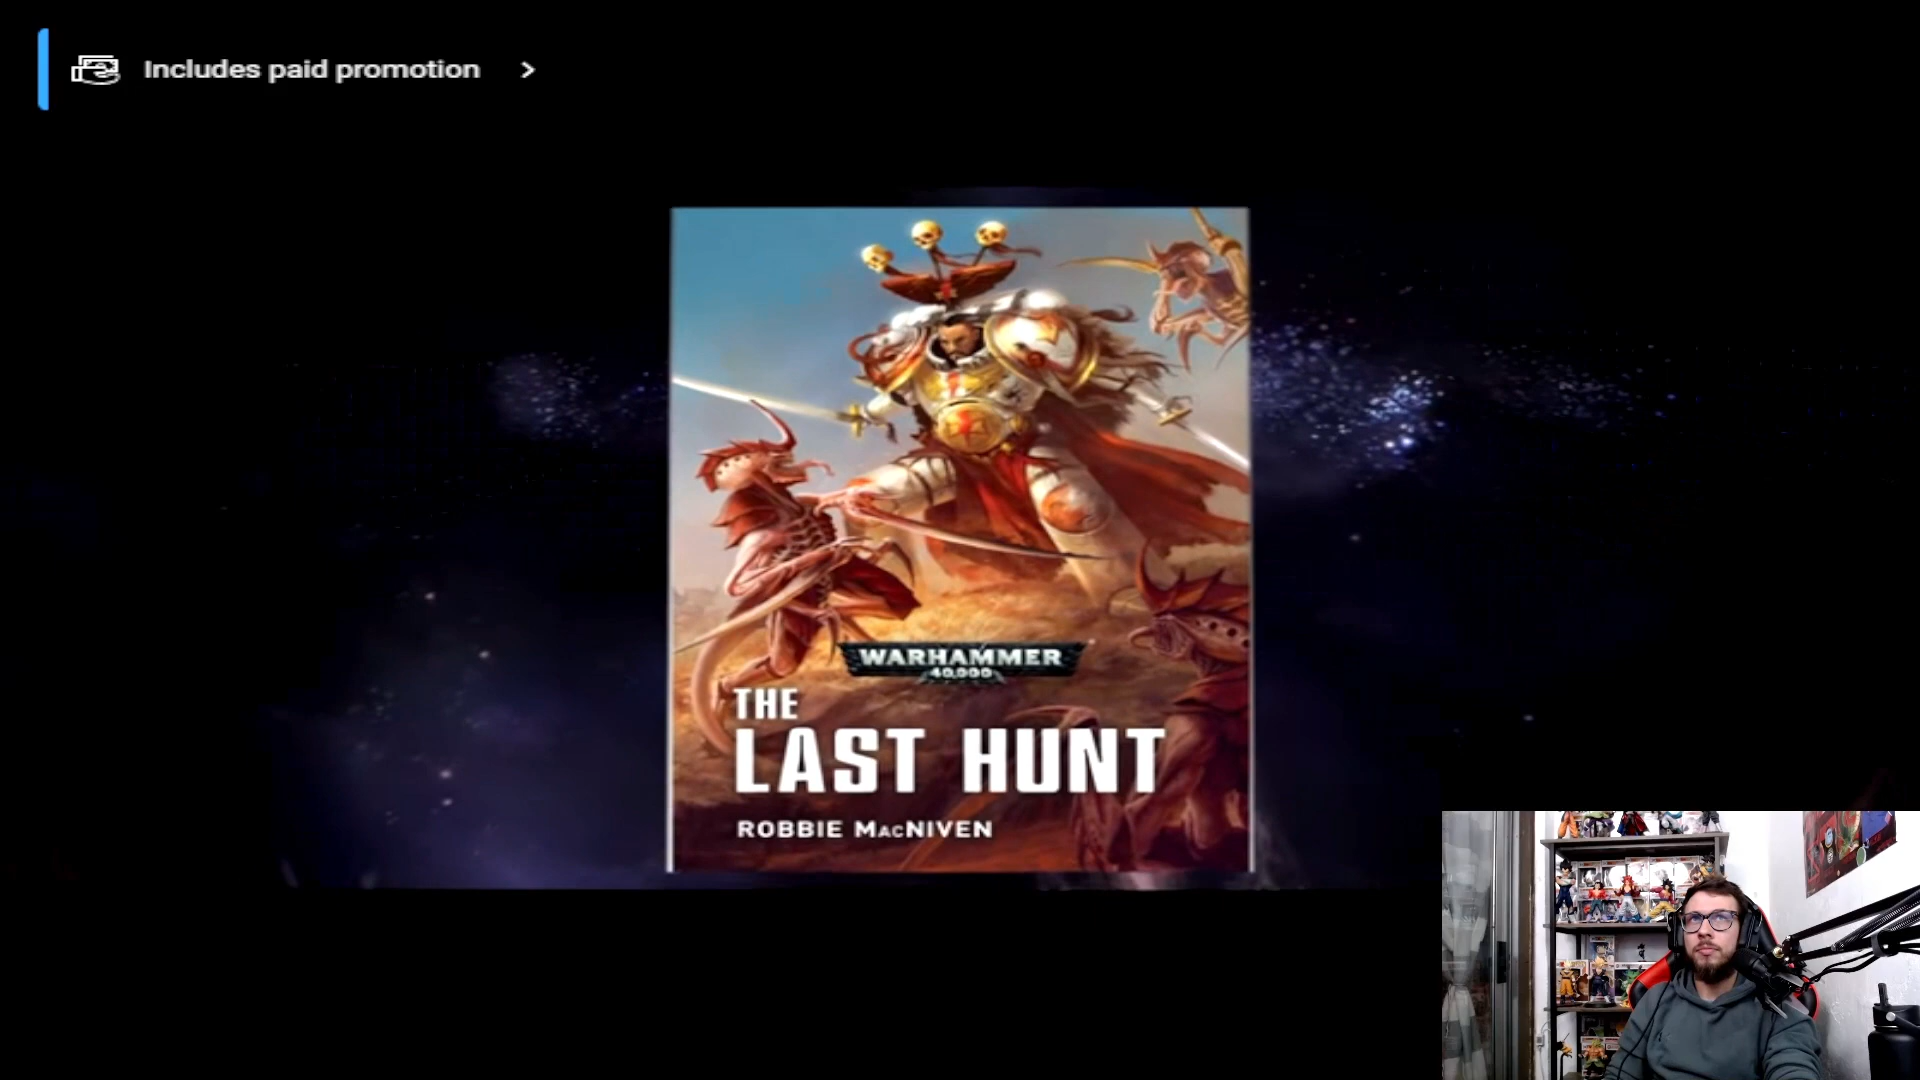 Includes paid promotion
WARHAMMER
40,000
THE
LAST HUNT
ROBBIE MACNIVEN